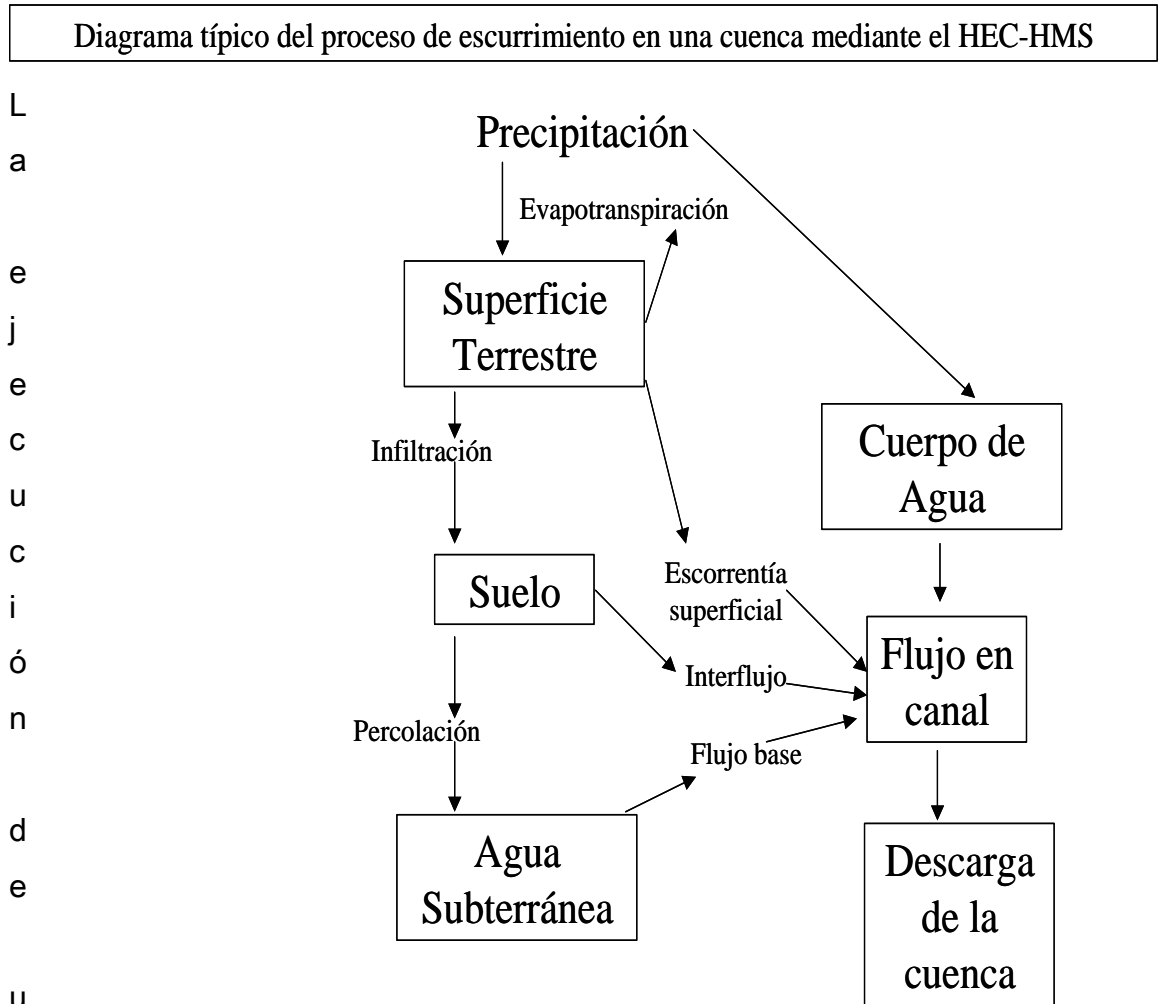 Diagrama típico del proceso de escurrimiento en una cuenca mediante el HEC-HMS
L
a
e
j
e
c
u
c
i
ó
n
d
e
u
Precipitación
Evapotranspiración
Superficie
Terrestre
Infiltración
Cuerpo de
Agua
Suelo
Escorrentía
superficial
Interflujo
Flujo en
canal
Percolación
Flujo base
Agua
Subterránea
Descarga
de la
cuenca